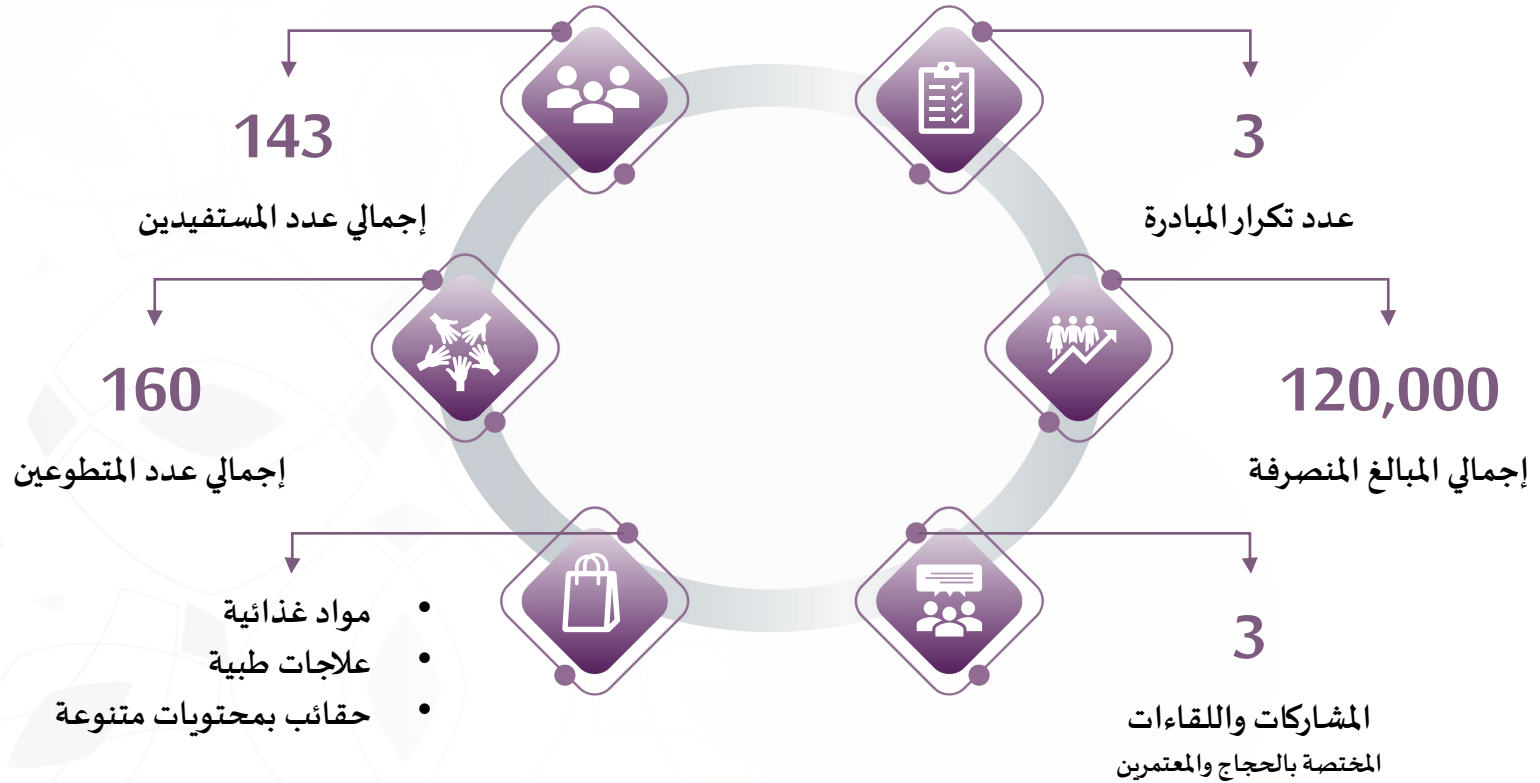 3
عدد تكرار المبادرة
143
إجمالي عدد المستفيدين
120,000
إجمالي المبالغ المنصرفة
160
إجمالي عدد المتطوعين
3
المشاركات واللقاءات
المختصة بالحجاج والمعتمرين
• مواد غذائية
• علاجات طبية
• حقائب بمحتويات متنوعة